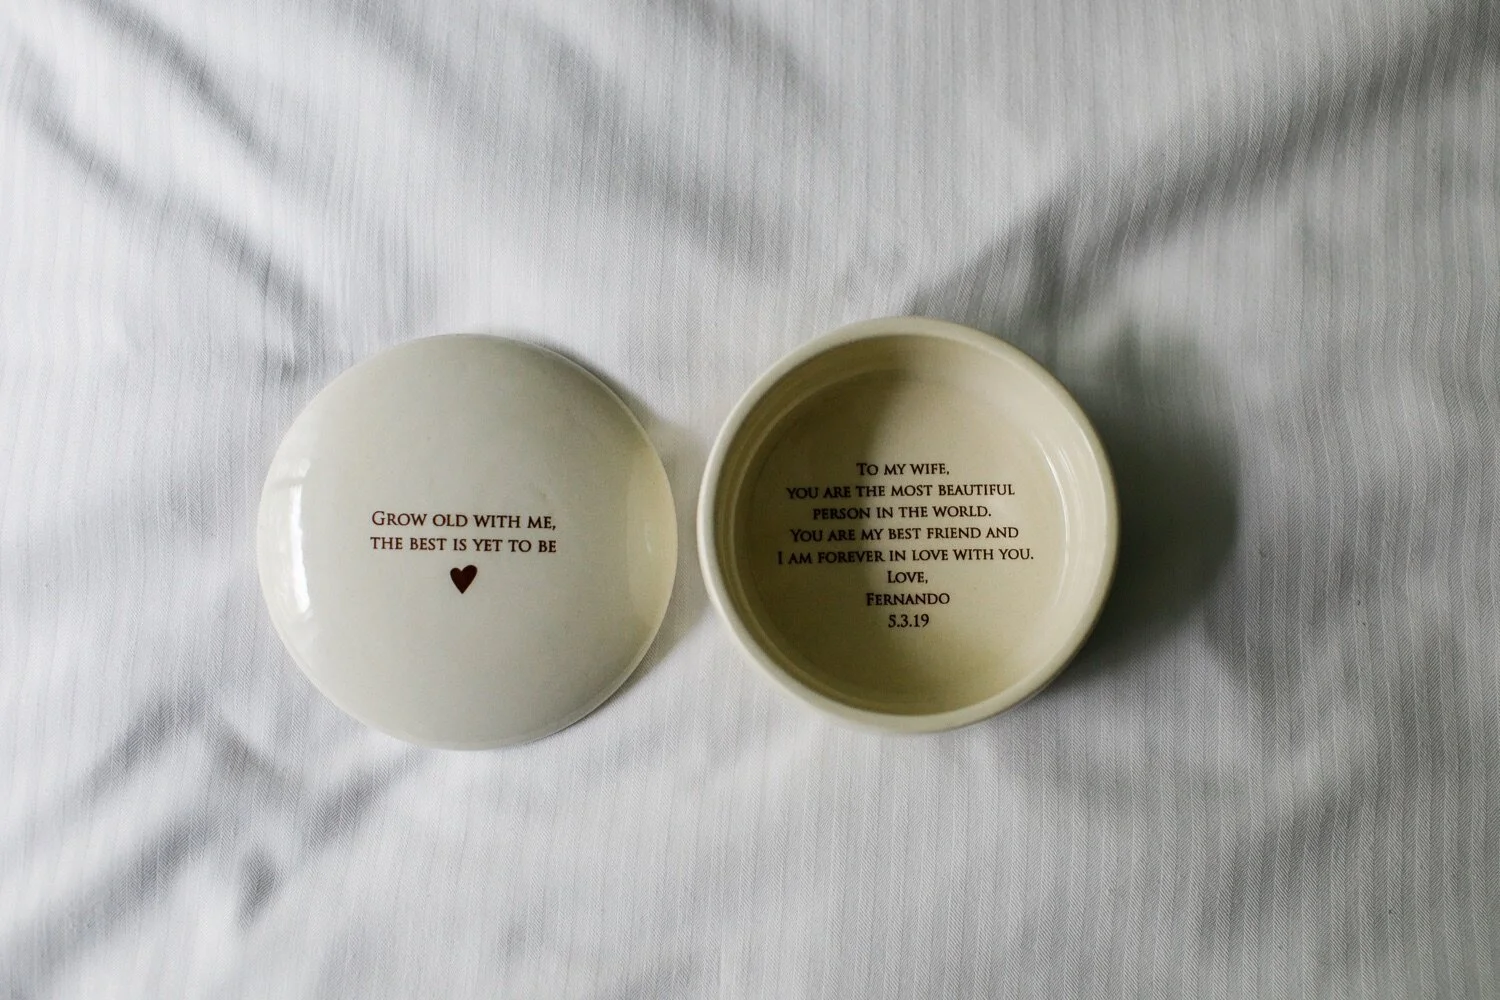 Grow old with me,
the best is yet to be
To my wife,
you are the most beautiful
person in the world.
You are my best friend and
I am forever in love with you.
Love,
Fernando
5.3.19